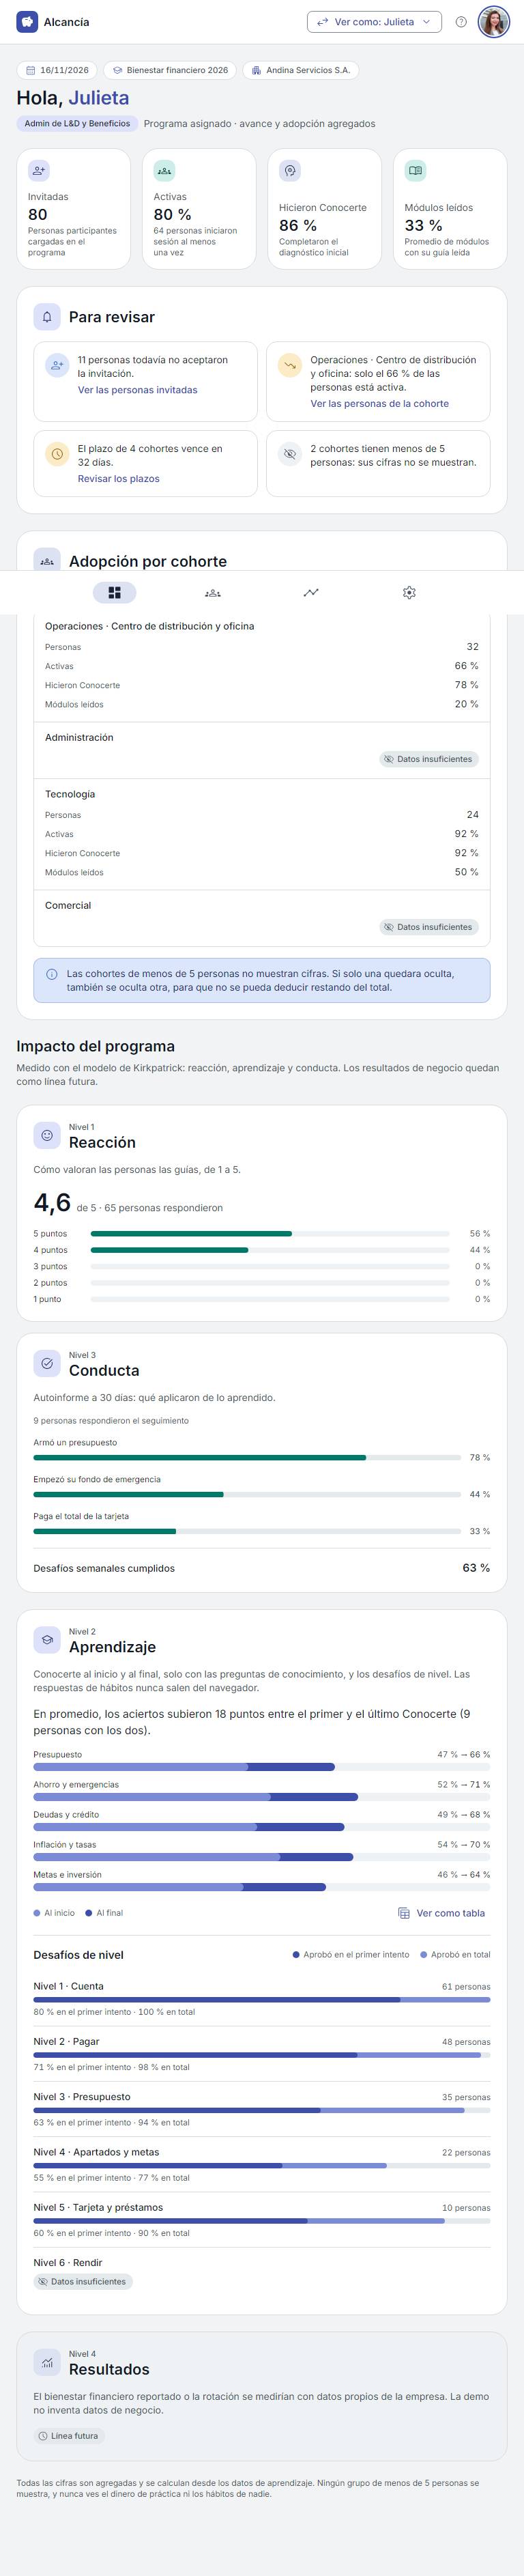 Alcancía
Ver como: Julieta
16/11/2026
Bienestar financiero 2026
Andina Servicios S.A.
Hola, Julieta
Admin de L&D y Beneficios
Programa asignado · avance y adopción agregados
Invitadas
80
Personas participantes
cargadas en el
programa
Activas
80 %
64 personas iniciaron
sesión al menos
una vez
Hicieron Conocerte
86 %
Completaron el
diagnóstico inicial
Módulos leídos
33 %
Promedio de módulos
con su guía leída
Para revisar
11 personas todavía no aceptaron
la invitación.
Ver las personas invitadas
Operaciones · Centro de distribución
y oficina: solo el 66 % de las
personas está activa.
Ver las personas de la cohorte
El plazo de 4 cohortes vence en
32 días.
Revisar los plazos
2 cohortes tienen menos de 5
personas: sus cifras no se muestran.
Adopción por cohorte
Operaciones · Centro de distribución y oficina
Personas 32
Activas 66 %
Hicieron Conocerte 78 %
Módulos leídos 20 %
Administración
Datos insuficientes
Tecnología
Personas 24
Activas 92 %
Hicieron Conocerte 92 %
Módulos leídos 50 %
Comercial
Datos insuficientes
Las cohortes de menos de 5 personas no muestran cifras. Si solo una quedara oculta,
también se oculta otra, para que no se pueda deducir restando del total.
Impacto del programa
Medido con el modelo de Kirkpatrick: reacción, aprendizaje y conducta. Los resultados de negocio quedan
como línea futura.
Nivel 1
Reacción
Cómo valoran las personas las guías, de 1 a 5.
4,6 de 5 · 65 personas respondieron
5 puntos 56 %
4 puntos 44 %
3 puntos 0 %
2 puntos 0 %
1 punto 0 %
Nivel 3
Conducta
Autoinforme a 30 días: qué aplicaron de lo aprendido.
9 personas respondieron el seguimiento
Armó un presupuesto
78 %
Empezó su fondo de emergencia
44 %
Paga el total de la tarjeta
33 %
Desafíos semanales cumplidos 63 %
Nivel 2
Aprendizaje
Conocerte al inicio y al final, solo con las preguntas de conocimiento, y los desafíos de nivel. Las
respuestas de hábitos nunca salen del navegador.
En promedio, los aciertos subieron 18 puntos entre el primer y el último Conocerte (9
personas con los dos).
Presupuesto 47 % → 66 %
Ahorro y emergencias 52 % → 71 %
Deudas y crédito 49 % → 68 %
Inflación y tasas 54 % → 70 %
Metas e inversión 46 % → 64 %
Al inicio Al final Ver como tabla
Desafíos de nivel Aprobó en el primer intento Aprobó en total
Nivel 1 · Cuenta 61 personas
80 % en el primer intento · 100 % en total
Nivel 2 · Pagar 48 personas
71 % en el primer intento · 98 % en total
Nivel 3 · Presupuesto 35 personas
63 % en el primer intento · 94 % en total
Nivel 4 · Apartados y metas 22 personas
55 % en el primer intento · 77 % en total
Nivel 5 · Tarjeta y préstamos 10 personas
60 % en el primer intento · 90 % en total
Nivel 6 · Rendir
Datos insuficientes
Nivel 4
Resultados
El bienestar financiero reportado o la rotación se medirían con datos propios de la empresa. La demo
no inventa datos de negocio.
Línea futura
Todas las cifras son agregadas y se calculan desde los datos de aprendizaje. Ningún grupo de menos de 5 personas se
muestra, y nunca ves el dinero de práctica ni los hábitos de nadie.